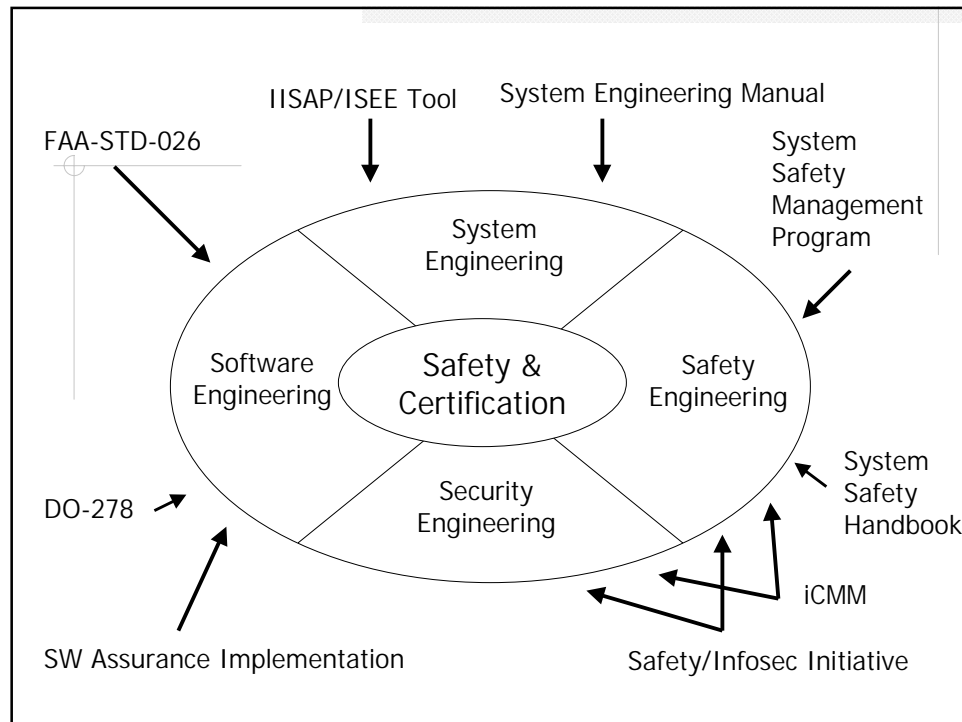 IISAP/ISEE Tool
System Engineering Manual
FAA-STD-026
System
Safety
Management
Program
System
Engineering
Software
Engineering
Safety &
Certification
Safety
Engineering
Security
Engineering
System
Safety
Handbook
DO-278
iCMM
SW Assurance Implementation
Safety/Infosec Initiative